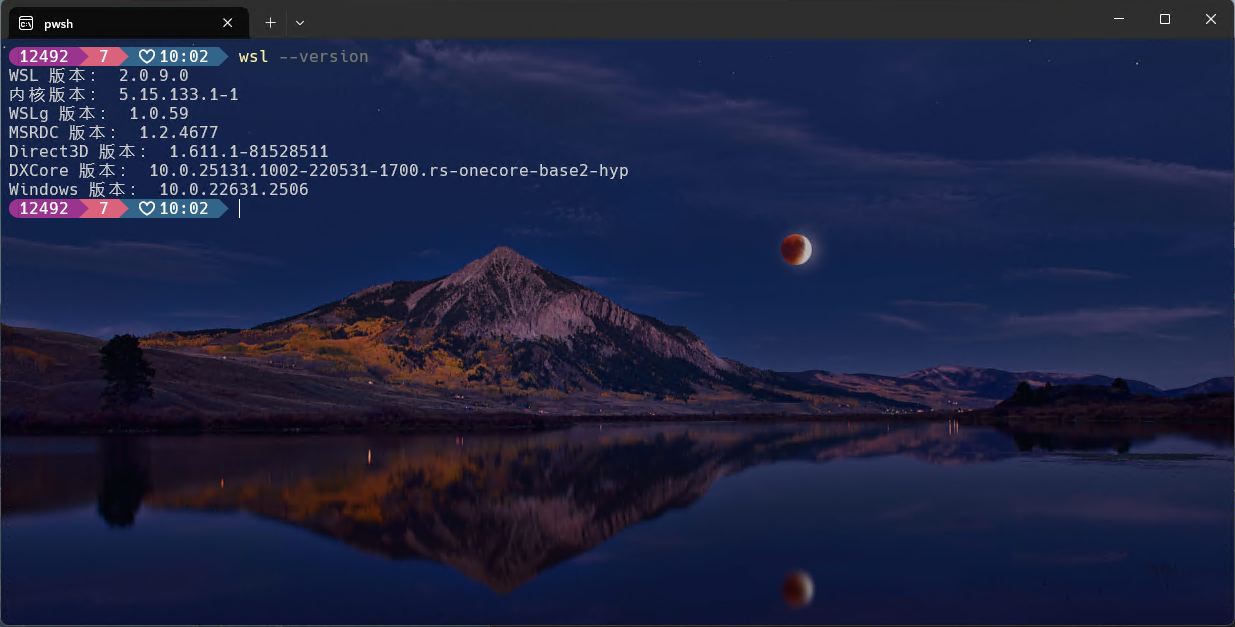 pwsh
12492 7 ♡10:02 wsl --version
WSL 版本： 2.0.9.0
内核版本： 5.15.133.1-1
WSLg 版本： 1.0.59
MSRDC 版本： 1.2.4677
Direct3D 版本： 1.611.1-81528511
DXCore 版本： 10.0.25131.1002-220531-1700.rs-onecore-base2-hyp
Windows 版本： 10.0.22631.2506
12492 7 ♡10:02